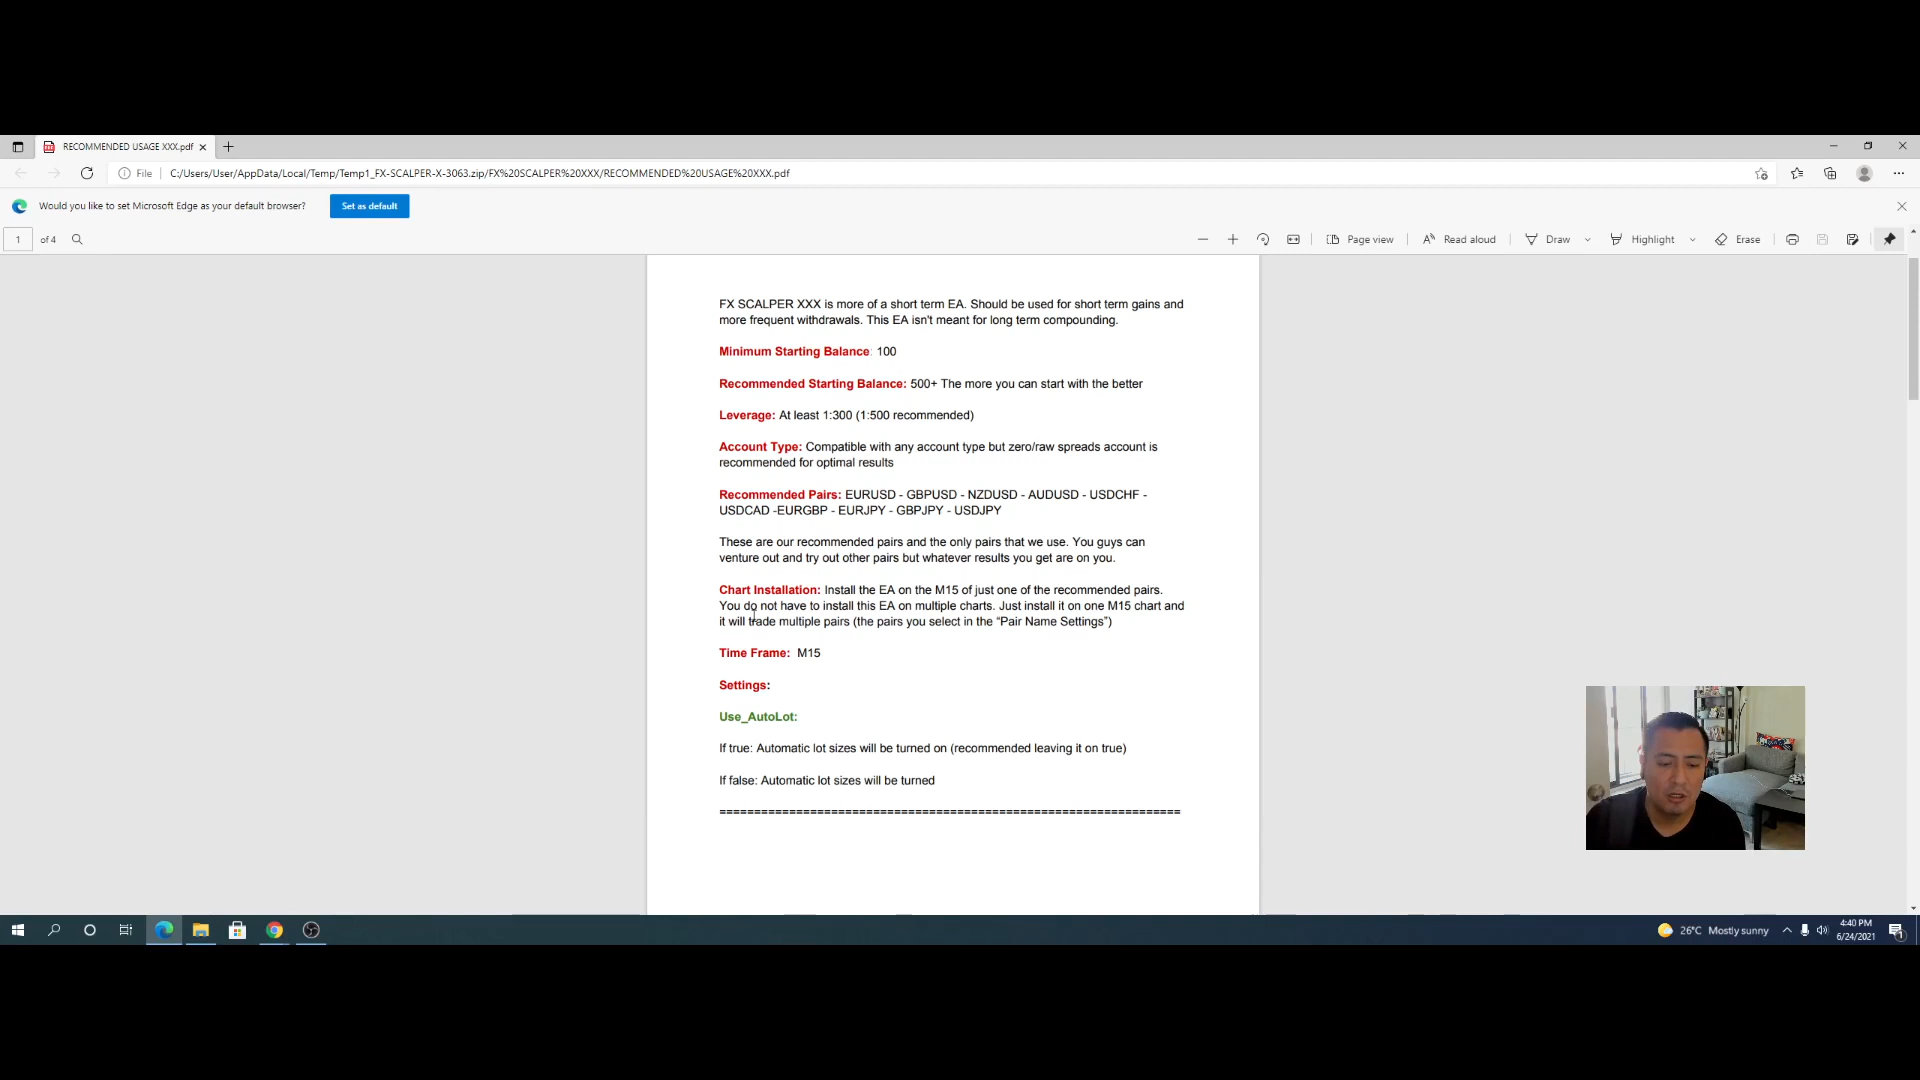 RECOMMENDED USAGE XXX.pdf
File
C:/Users/User/AppData/Local/Temp/Temp1_FX-SCALPER-X-3063.zip/FX%20SCALPER%20XXX/RECOMMENDED%20USAGE%20XXX.pdf
Would you like to set Microsoft Edge as your default browser? Set as default
1 of 4 Page view Read aloud Draw Highlight Erase
FX SCALPER XXX is more of a short term EA. Should be used for short term gains and
more frequent withdrawals. This EA isn't meant for long term compounding.
Minimum Starting Balance: 100
Recommended Starting Balance: 500+ The more you can start with the better
Leverage: At least 1:300 (1:500 recommended)
Account Type: Compatible with any account type but zero/raw spreads account is
recommended for optimal results
Recommended Pairs: EURUSD - GBPUSD - NZDUSD - AUDUSD - USDCHF -
USDCAD -EURGBP - EURJPY - GBPJPY - USDJPY
These are our recommended pairs and the only pairs that we use. You guys can
venture out and try out other pairs but whatever results you get are on you.
Chart Installation: Install the EA on the M15 of just one of the recommended pairs.
You do not have to install this EA on multiple charts. Just install it on one M15 chart and
it will trade multiple pairs (the pairs you select in the “Pair Name Settings”)
Time Frame: M15
Settings:
Use_AutoLot:
If true: Automatic lot sizes will be turned on (recommended leaving it on true)
If false: Automatic lot sizes will be turned
==================================================================
26°C Mostly sunny
4:40 PM
6/24/2021
1